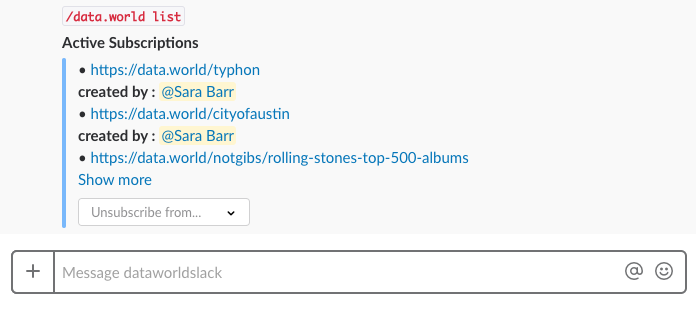 /data.world list
Active Subscriptions
• https://data.world/typhon
created by : @Sara Barr
• https://data.world/cityofaustin
created by : @Sara Barr
• https://data.world/notgibs/rolling-stones-top-500-albums
Show more
Unsubscribe from...
Message dataworldslack